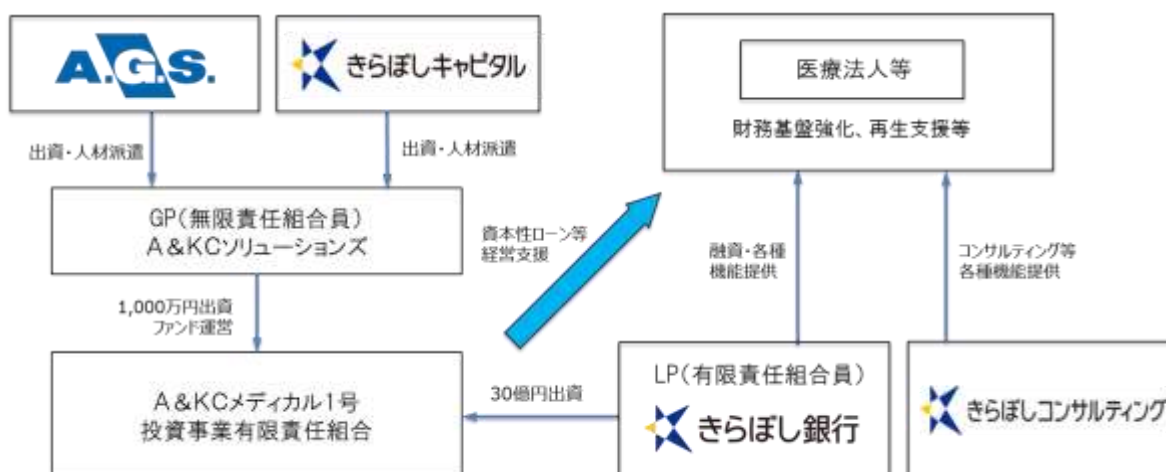 A.G.S.
きらぼしキャピタル
出資・人材派遣
出資・人材派遣
GP(無限責任組合員)
A&KCソリューションズ
1,000万円出資
ファンド運営
A&KCメディカル1号
投資事業有限責任組合
資本性ローン等
経営支援
30億円出資
医療法人等
財務基盤強化、再生支援等
融資・各種
機能提供
コンサルティング等
各種機能提供
LP(有限責任組合員)
きらぼし銀行
きらぼしコンサルティング